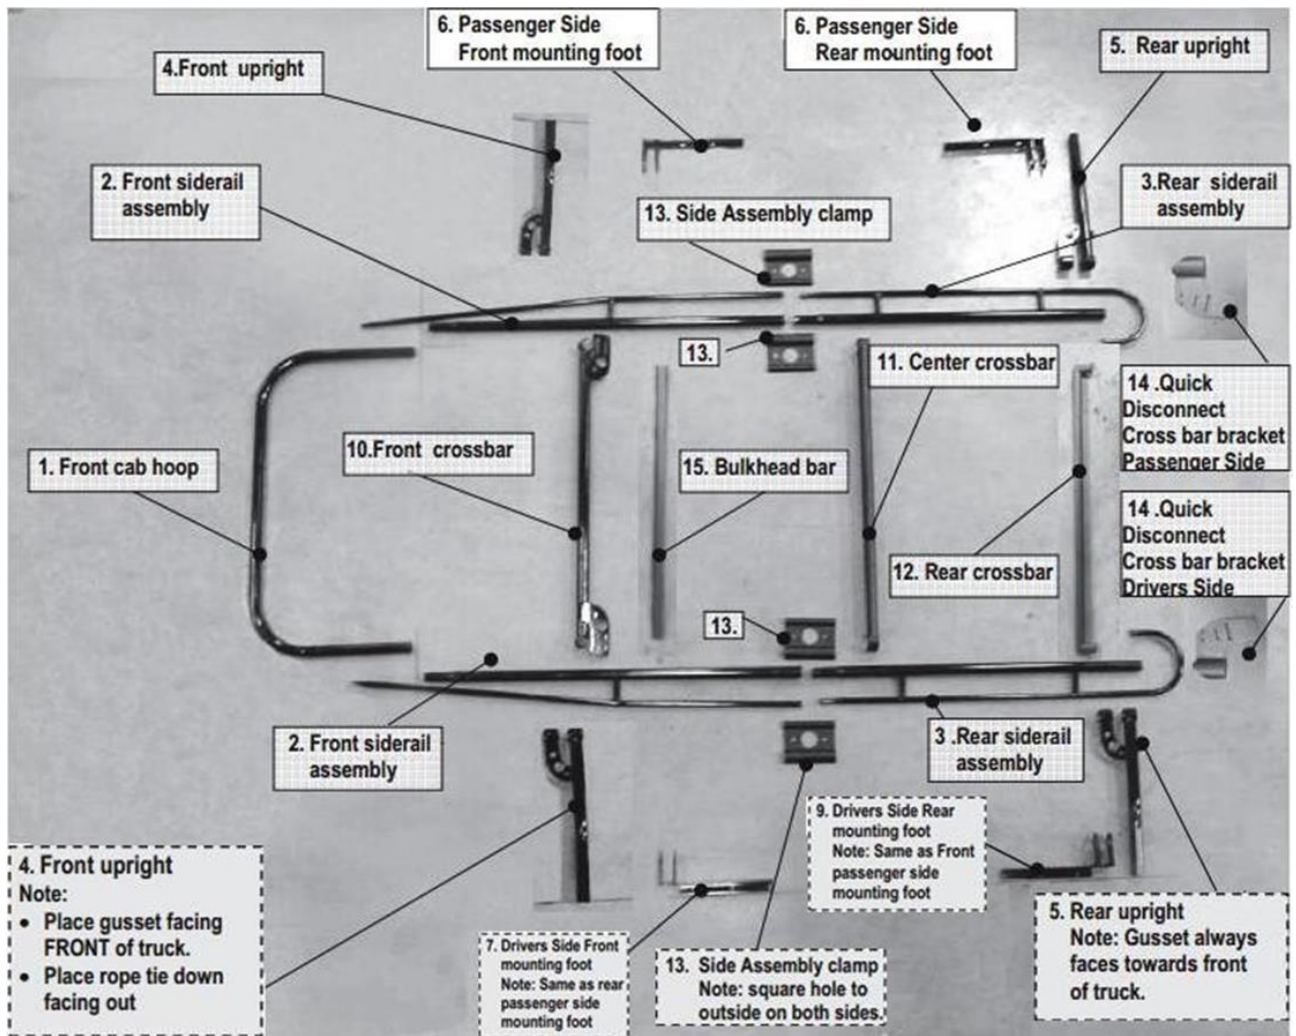 6. Passenger Side
Front mounting foot
6. Passenger Side
Rear mounting foot
5. Rear upright
4.Front upright
2. Front siderail
assembly
13. Side Assembly clamp
3.Rear siderail
assembly
13.
11. Center crossbar
14 .Quick
Disconnect
Cross bar bracket
Passenger Side
1. Front cab hoop
10.Front crossbar
15. Bulkhead bar
14 .Quick
Disconnect
Cross bar bracket
Drivers Side
12. Rear crossbar
13.
2. Front siderail
assembly
3 .Rear siderail
assembly
4. Front upright
Note:
• Place gusset facing
FRONT of truck.
• Place rope tie down
facing out
7. Drivers Side Front
mounting foot
Note: Same as rear
passenger side
mounting foot
13. Side Assembly clamp
Note: square hole to
outside on both sides.
9. Drivers Side Rear
mounting foot
Note: Same as Front
passenger side
mounting foot
5. Rear upright
Note: Gusset always
faces towards front
of truck.